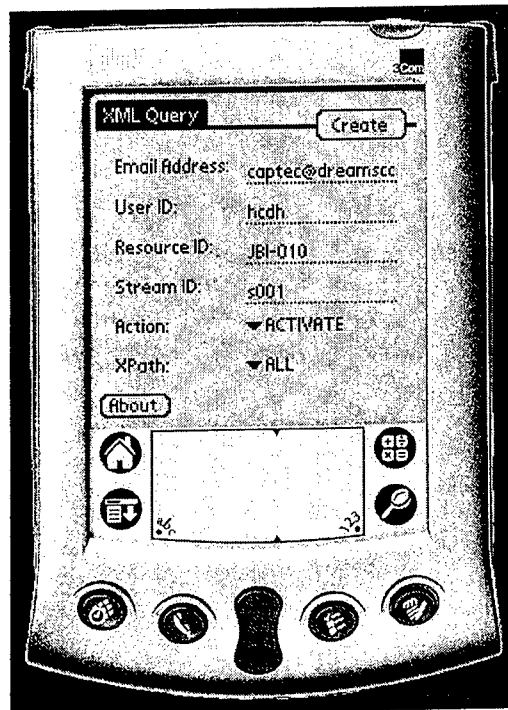 3Com
XML Query
Create
Email Address: captec@dreamscc
User ID: hcdh
Resource ID: JBI-010
Stream ID: s001
Action: ACTIVATE
XPath: ALL
About
abc 123